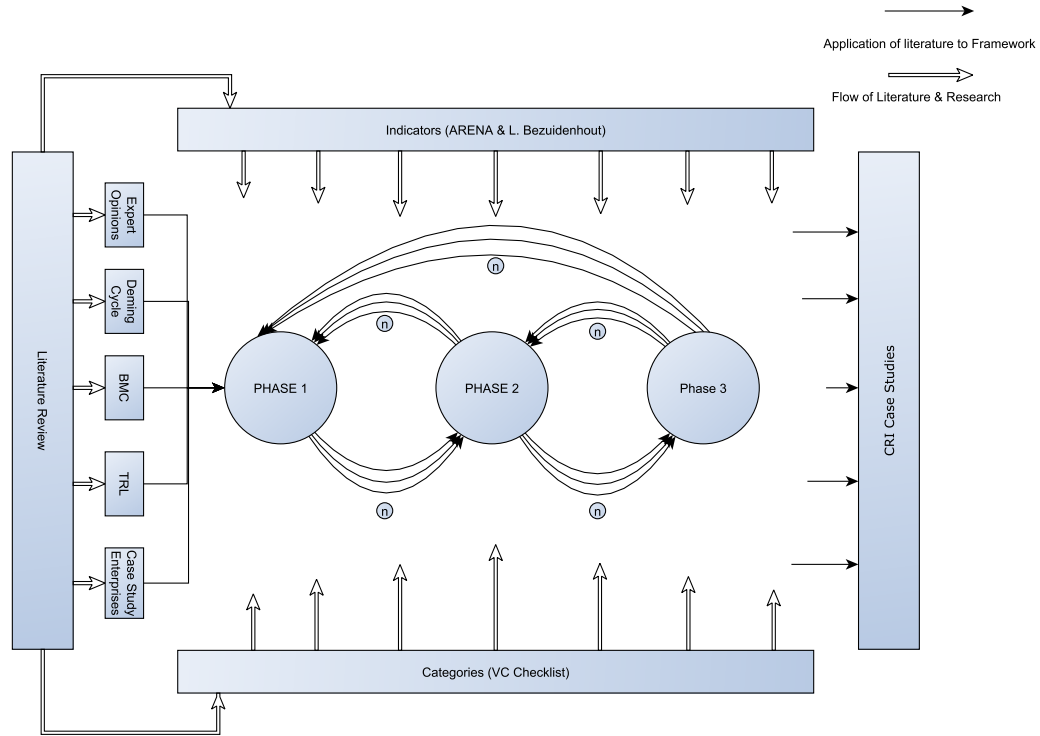 Application of literature to Framework
Flow of Literature & Research
Indicators (ARENA & L. Bezuidenhout)
Literature Review
Expert
Opinions
Deming
Cycle
BMC
TRL
Case Study
Enterprises
n
n
n
PHASE 1
PHASE 2
Phase 3
n
n
CRI Case Studies
Categories (VC Checklist)